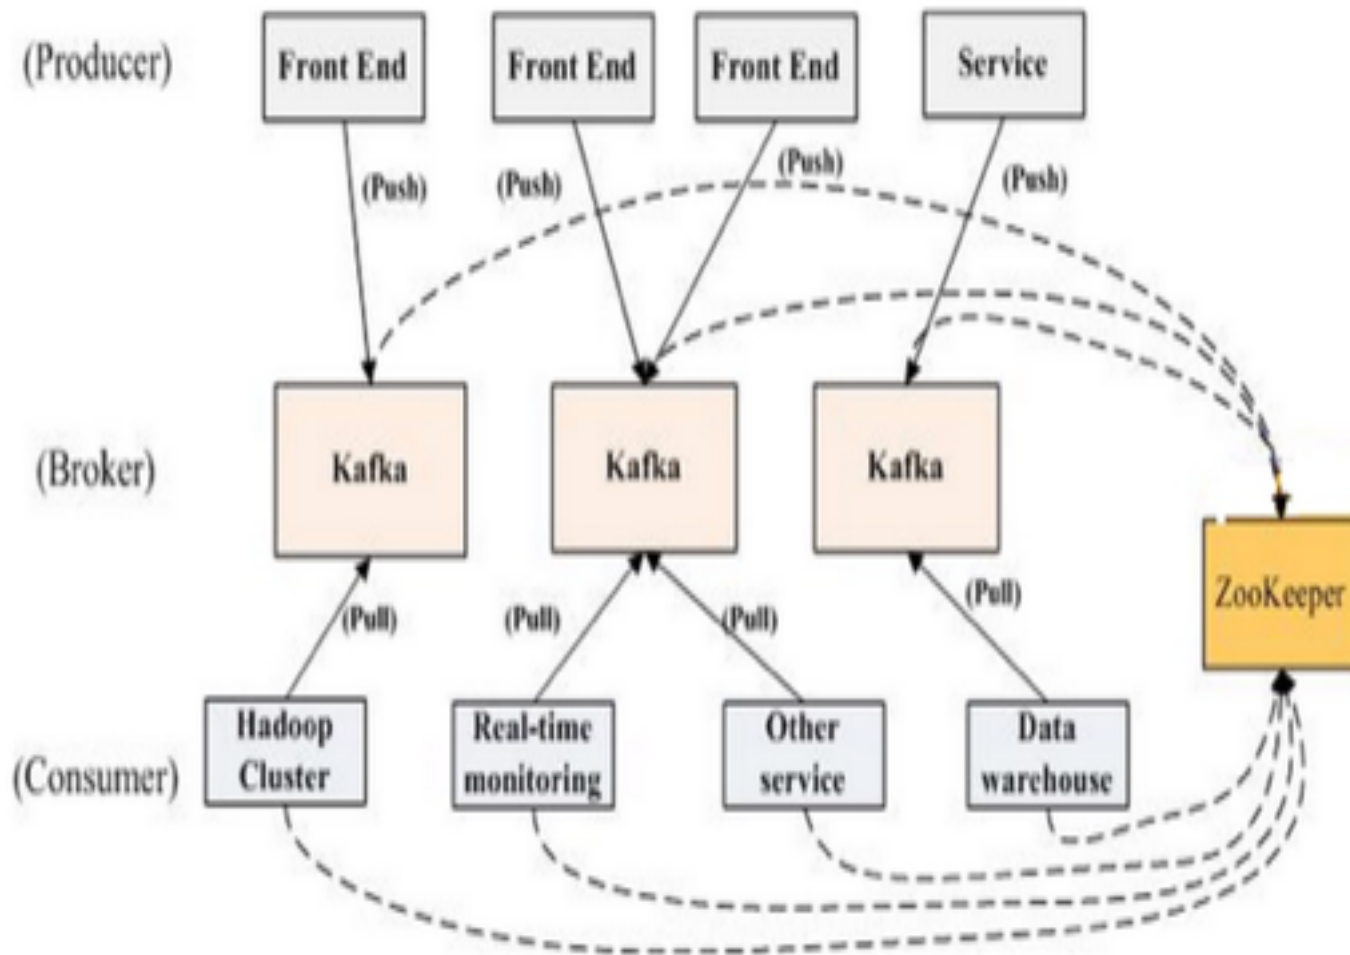 (Producer)
Front End
Front End
Front End
Service
(Push)
(Push)
(Push)
(Push)
(Broker)
Kafka
Kafka
Kafka
ZooKeeper
(Pull)
(Pull)
(Pull)
(Pull)
(Consumer)
Hadoop
Cluster
Real-time
monitoring
Other
service
Data
warehouse